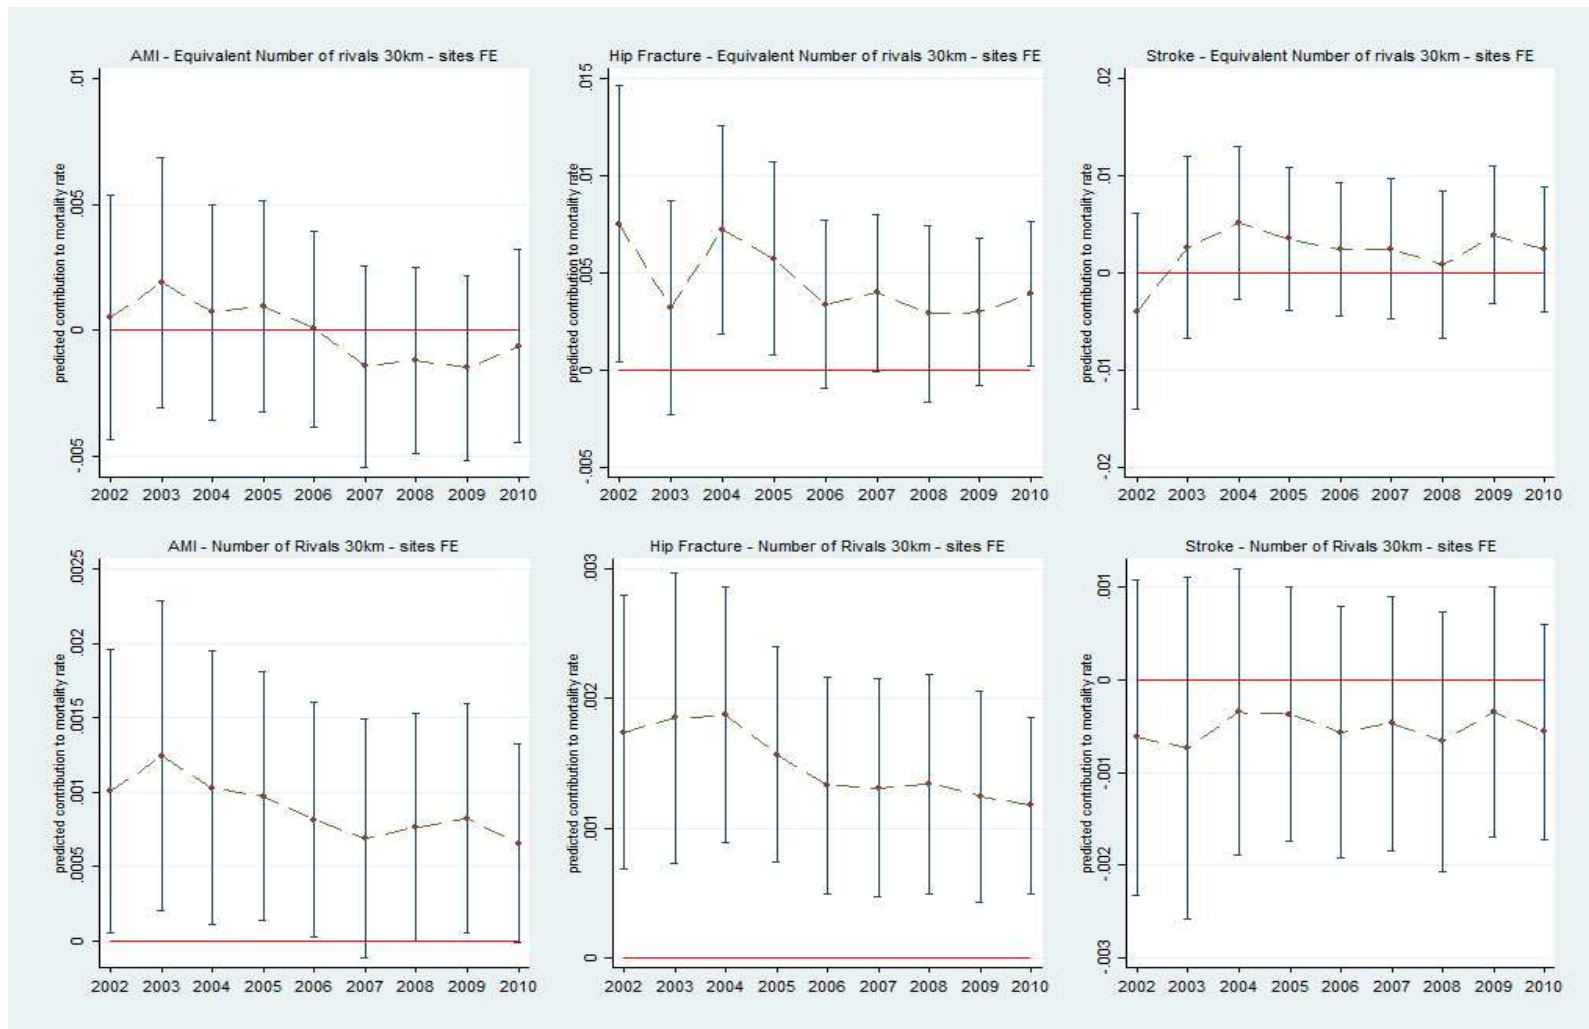 AMI - Equivalent Number of rivals 30km - sites FE
predicted contribution to mortality rate
.01
.005
0
-.005
2002 2003 2004 2005 2006 2007 2008 2009 2010
Hip Fracture - Equivalent Number of rivals 30km - sites FE
predicted contribution to mortality rate
.015
.01
.005
0
-.005
2002 2003 2004 2005 2006 2007 2008 2009 2010
Stroke - Equivalent Number of rivals 30km - sites FE
predicted contribution to mortality rate
.02
.01
0
-.01
-.02
2002 2003 2004 2005 2006 2007 2008 2009 2010
AMI - Number of Rivals 30km - sites FE
predicted contribution to mortality rate
.0025
.002
.0015
.001
.0005
0
2002 2003 2004 2005 2006 2007 2008 2009 2010
Hip Fracture - Number of Rivals 30km - sites FE
predicted contribution to mortality rate
.003
.002
.001
0
2002 2003 2004 2005 2006 2007 2008 2009 2010
Stroke - Number of Rivals 30km - sites FE
predicted contribution to mortality rate
.001
0
-.001
-.002
-.003
2002 2003 2004 2005 2006 2007 2008 2009 2010